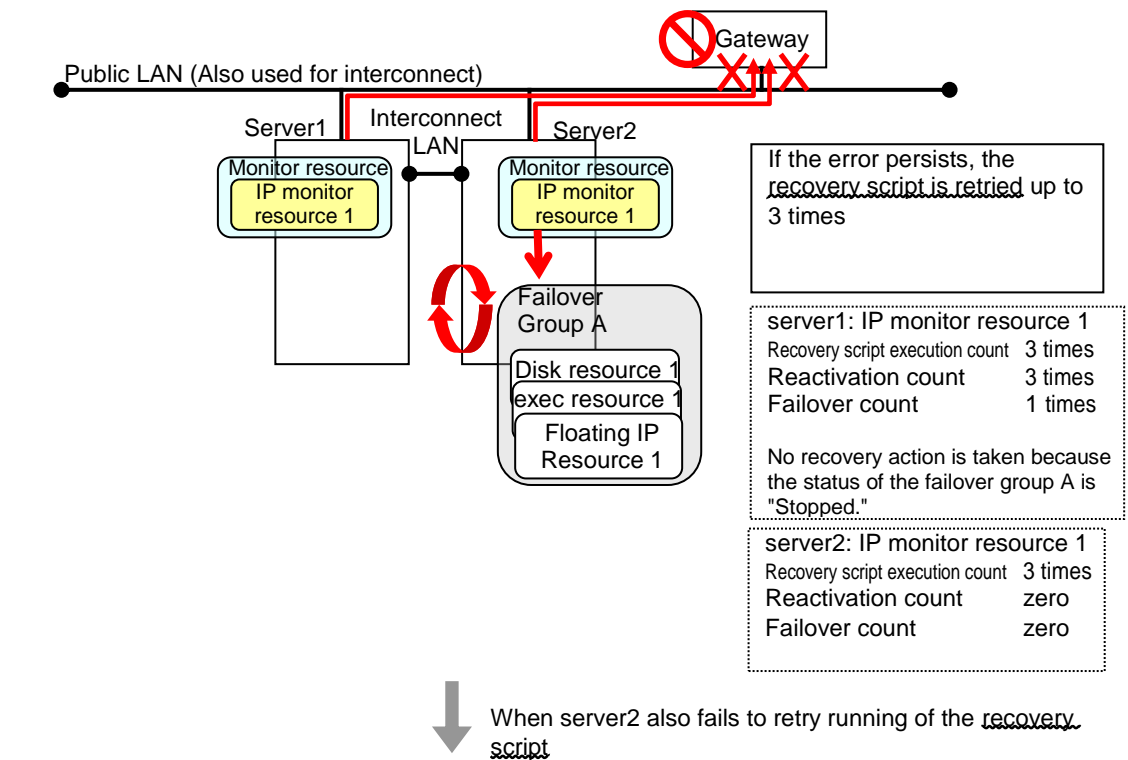 Gateway
Public LAN (Also used for interconnect)
Interconnect
LAN
Server1
Server2
Monitor resource
IP monitor
resource 1
Monitor resource
IP monitor
resource 1
Failover
Group A
Disk resource 1
exec resource 1
Floating IP
Resource 1
If the error persists, the
recovery script is retried up to
3 times
server1: IP monitor resource 1
Recovery script execution count 3 times
Reactivation count 3 times
Failover count 1 times
No recovery action is taken because
the status of the failover group A is
"Stopped."
server2: IP monitor resource 1
Recovery script execution count 3 times
Reactivation count zero
Failover count zero
When server2 also fails to retry running of the recovery
script